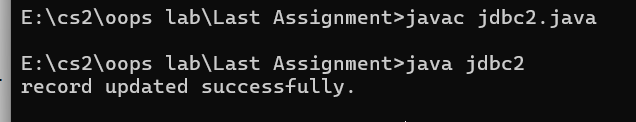 E:\cs2\oops lab\Last Assignment>javac jdbc2.java
E:\cs2\oops lab\Last Assignment>java jdbc2
record updated successfully.